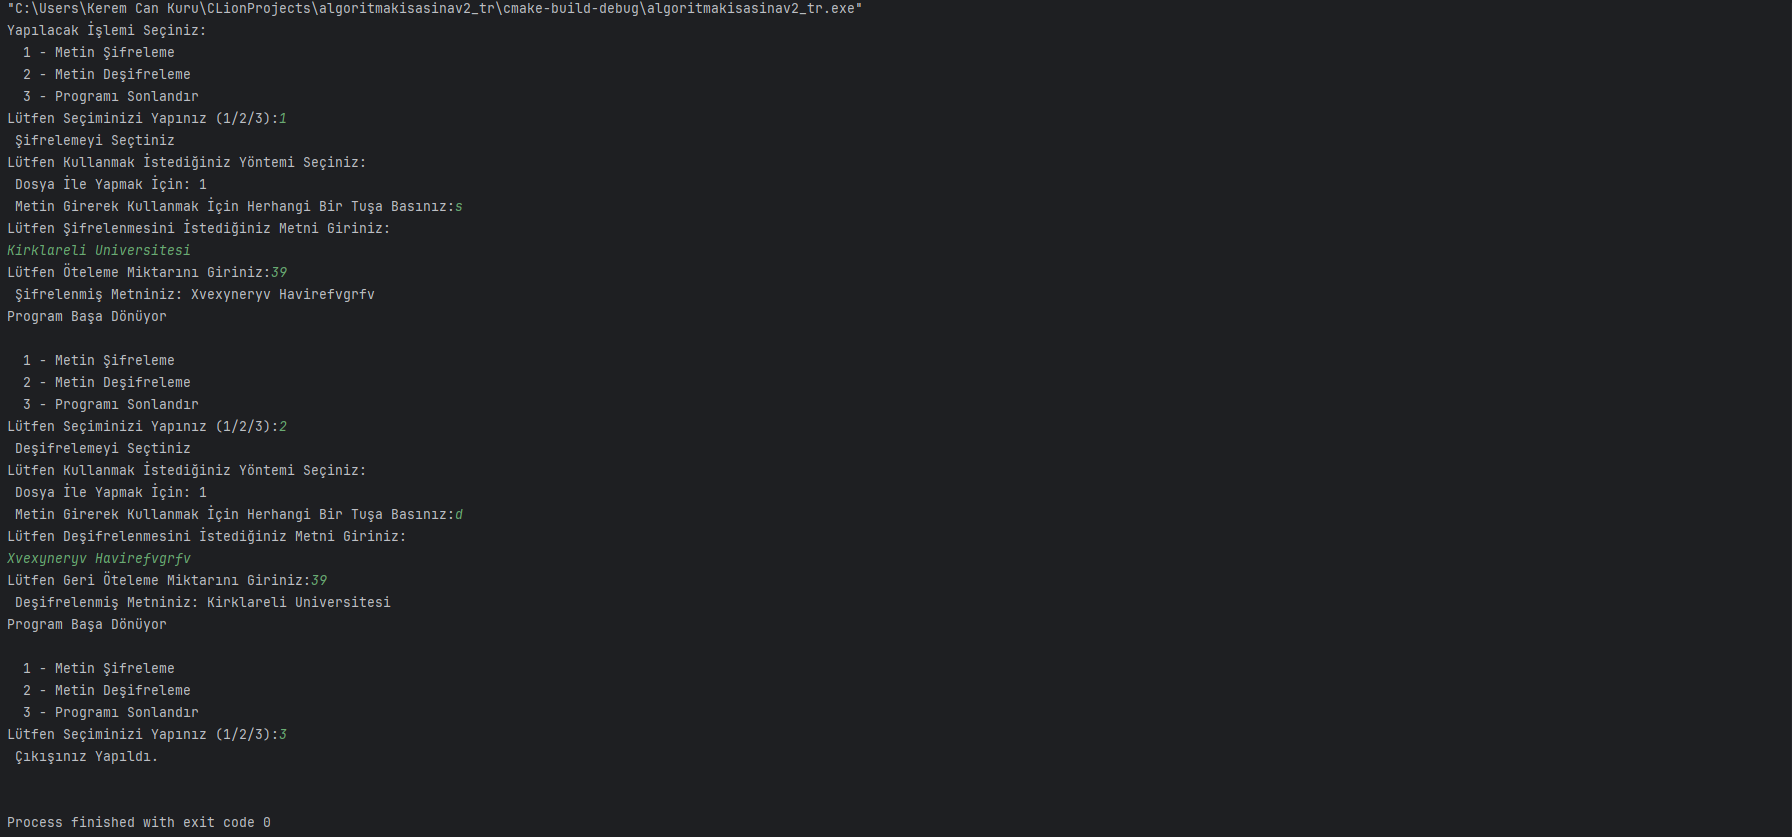 "C:\Users\Kerem Can Kuru\CLionProjects\algoritmakisasinav2_tr\cmake-build-debug\algoritmakisasinav2_tr.exe"
Yapılacak İşlemi Seçiniz:
  1 - Metin Şifreleme
  2 - Metin Deşifreleme
  3 - Programı Sonlandır
Lütfen Seçiminizi Yapınız (1/2/3):1
 Şifrelemeyi Seçtiniz
Lütfen Kullanmak İstediğiniz Yöntemi Seçiniz:
 Dosya İle Yapmak İçin: 1
 Metin Girerek Kullanmak İçin Herhangi Bir Tuşa Basınız:s
Lütfen Şifrelenmesini İstediğiniz Metni Giriniz:
Kirklareli Universitesi
Lütfen Öteleme Miktarını Giriniz:39
 Şifrelenmiş Metniniz: Xvexyneryv Havirefvgrfv
Program Başa Dönüyor

  1 - Metin Şifreleme
  2 - Metin Deşifreleme
  3 - Programı Sonlandır
Lütfen Seçiminizi Yapınız (1/2/3):2
 Deşifrelemeyi Seçtiniz
Lütfen Kullanmak İstediğiniz Yöntemi Seçiniz:
 Dosya İle Yapmak İçin: 1
 Metin Girerek Kullanmak İçin Herhangi Bir Tuşa Basınız:d
Lütfen Deşifrelenmesini İstediğiniz Metni Giriniz:
Xvexyneryv Havirefvgrfv
Lütfen Geri Öteleme Miktarını Giriniz:39
 Deşifrelenmiş Metniniz: Kirklareli Universitesi
Program Başa Dönüyor

  1 - Metin Şifreleme
  2 - Metin Deşifreleme
  3 - Programı Sonlandır
Lütfen Seçiminizi Yapınız (1/2/3):3
 Çıkışınız Yapıldı.


Process finished with exit code 0